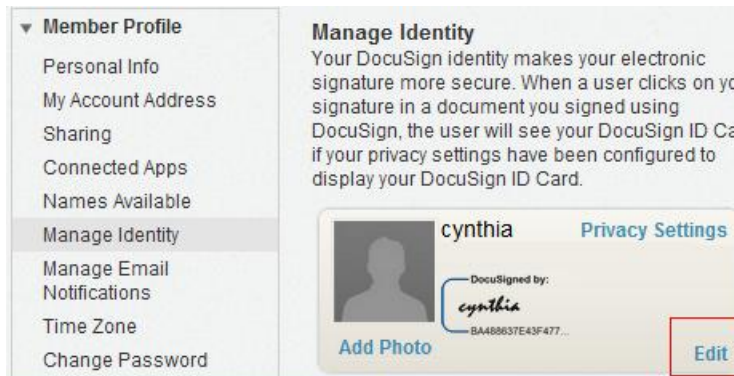 Member Profile
Personal Info
My Account Address
Sharing
Connected Apps
Names Available
Manage Identity
Manage Email
Notifications
Time Zone
Change Password
Manage Identity
Your DocuSign identity makes your electronic
signature more secure. When a user clicks on
signature in a document you signed using
DocuSign, the user will see your DocuSign ID
if your privacy settings have been configured to
display your DocuSign ID Card.
cynthia
Privacy Settings
DocuSigned by:
cynthia
BA488637E43F477...
Add Photo
Edit